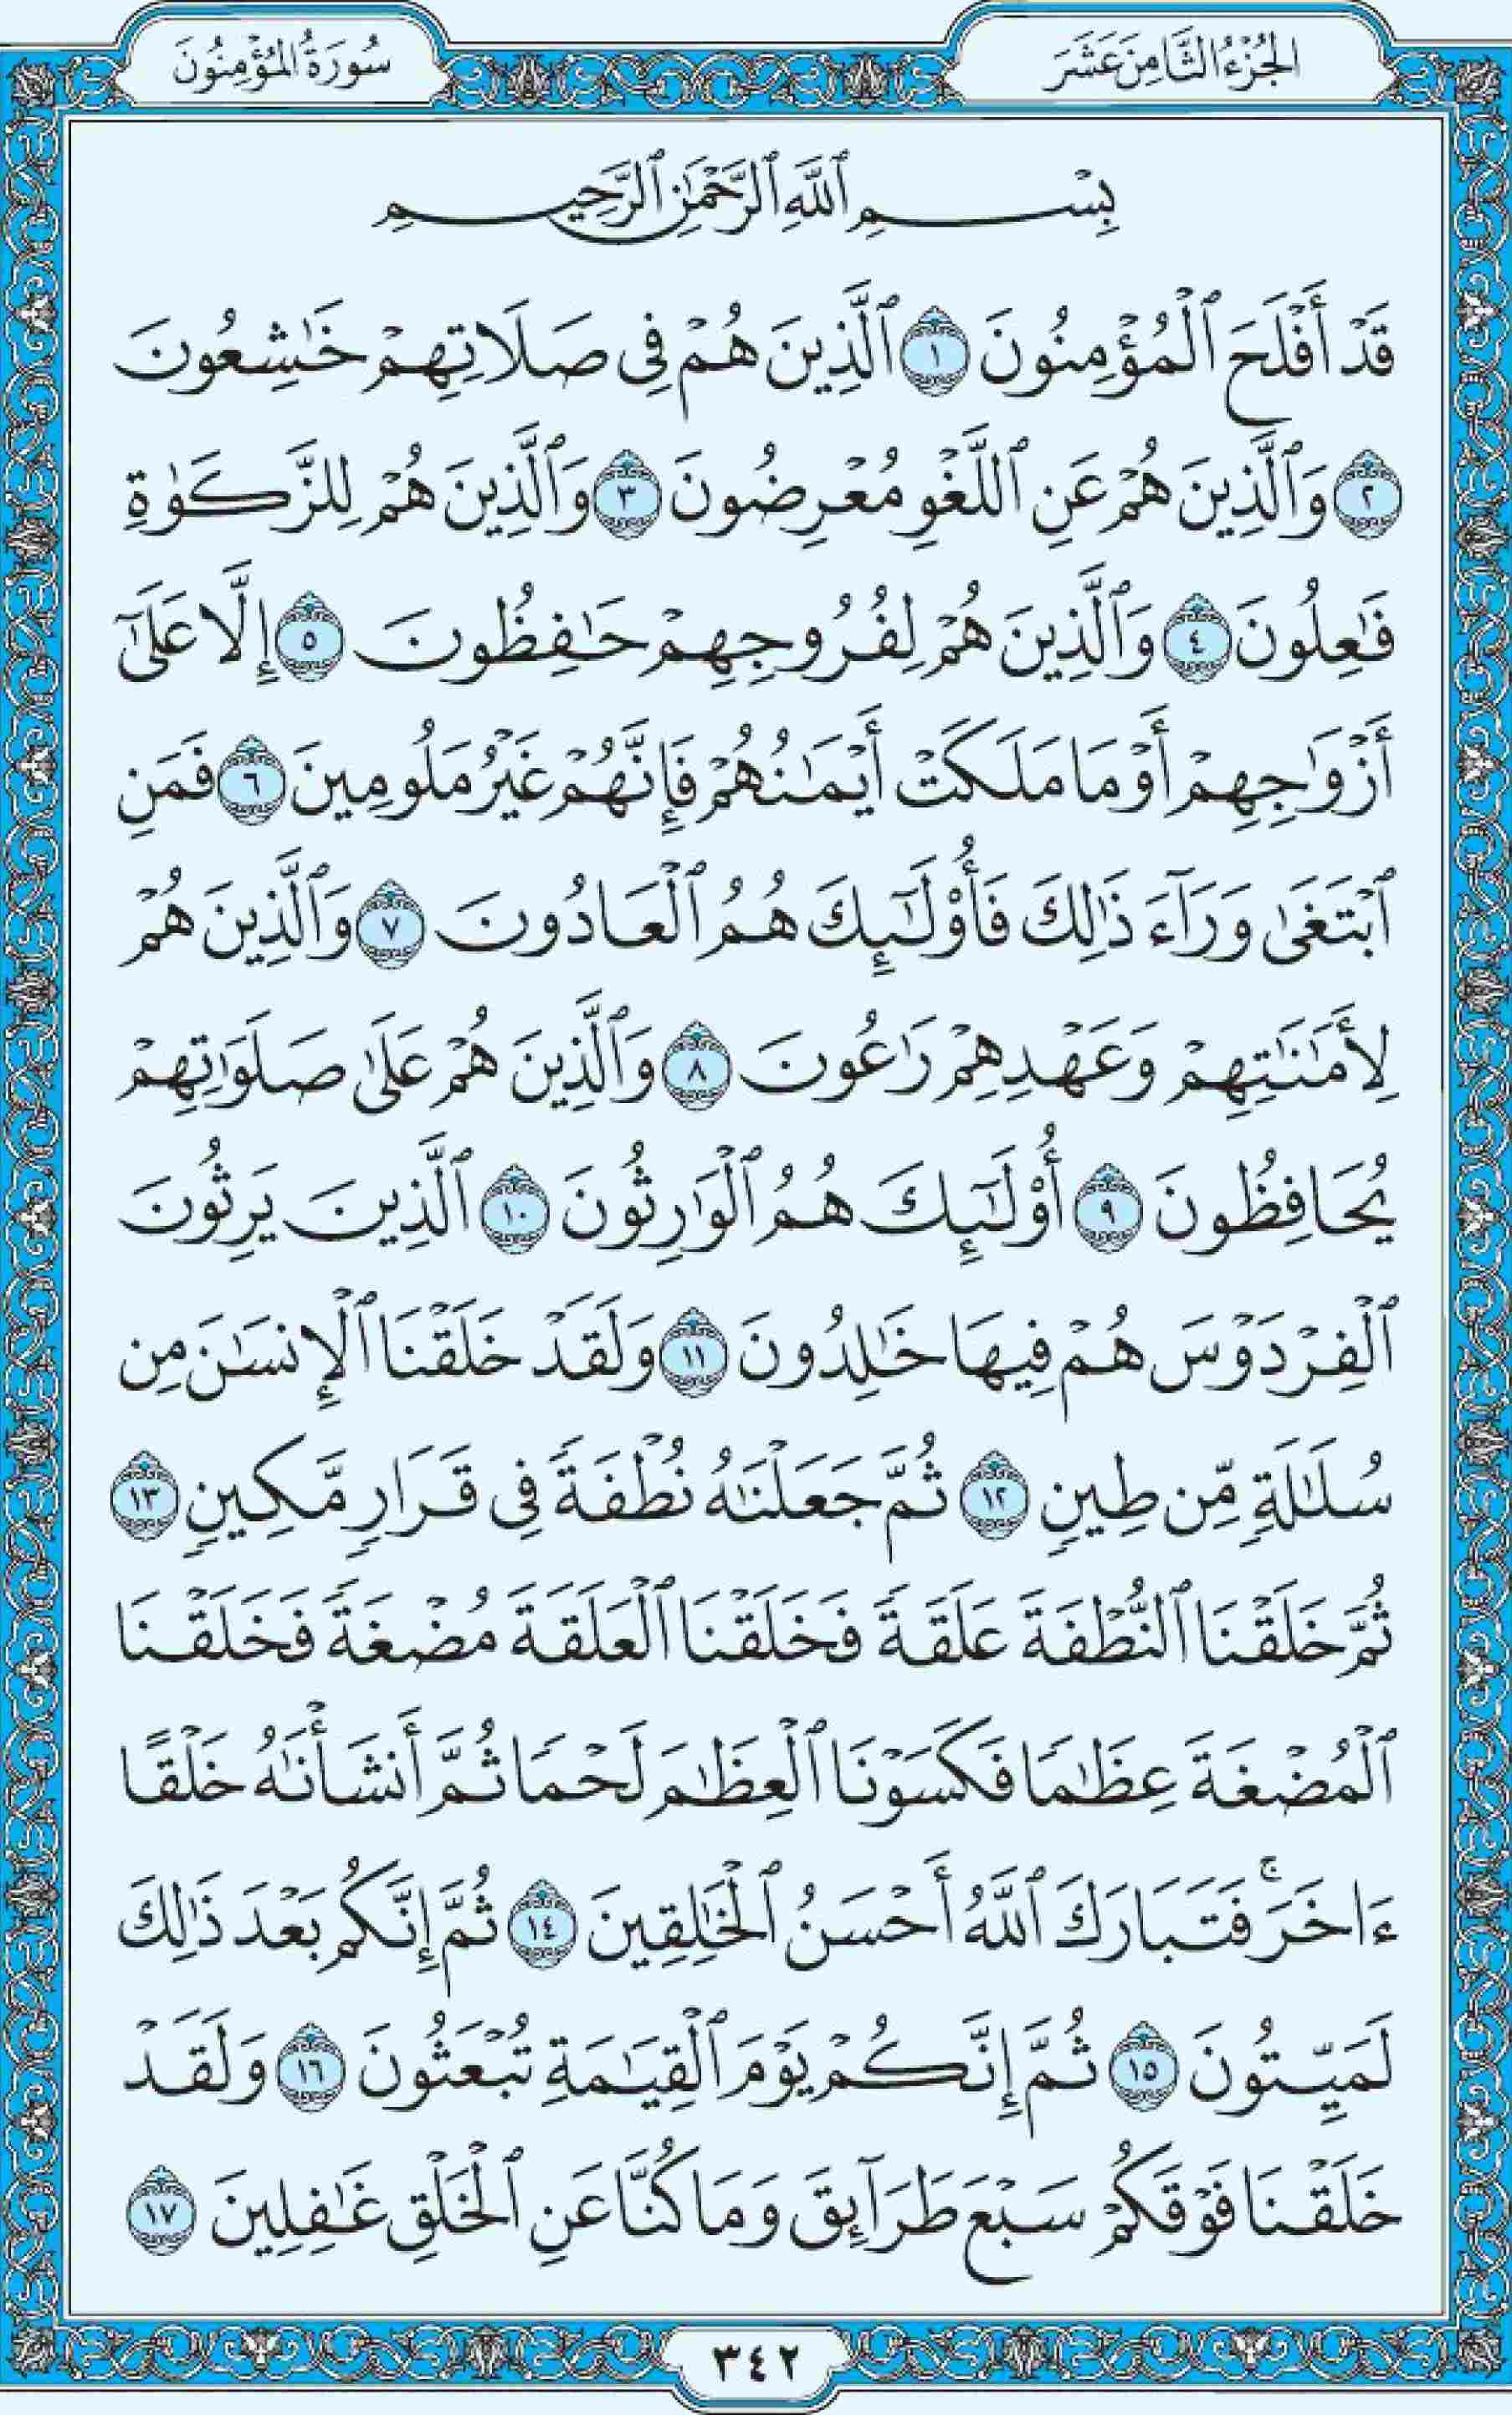 الجُزْءُ الثَّامِنَ عَشَرَ
سُورَةُ المُؤْمِنُونَ
بِسْمِ ٱللَّهِ ٱلرَّحْمَٰنِ ٱلرَّحِيمِ
قَدْ أَفْلَحَ ٱلْمُؤْمِنُونَ ١ ٱلَّذِينَ هُمْ فِى صَلَاتِهِمْ خَٰشِعُونَ
٢ وَٱلَّذِينَ هُمْ عَنِ ٱللَّغْوِ مُعْرِضُونَ ٣ وَٱلَّذِينَ هُمْ لِلزَّكَوٰةِ
فَٰعِلُونَ ٤ وَٱلَّذِينَ هُمْ لِفُرُوجِهِمْ حَٰفِظُونَ ٥ إِلَّا عَلَىٰٓ
أَزْوَٰجِهِمْ أَوْ مَا مَلَكَتْ أَيْمَٰنُهُمْ فَإِنَّهُمْ غَيْرُ مَلُومِينَ ٦ فَمَنِ
ٱبْتَغَىٰ وَرَآءَ ذَٰلِكَ فَأُو۟لَٰٓئِكَ هُمُ ٱلْعَادُونَ ٧ وَٱلَّذِينَ هُمْ
لِأَمَٰنَٰتِهِمْ وَعَهْدِهِمْ رَٰعُونَ ٨ وَٱلَّذِينَ هُمْ عَلَىٰ صَلَوَٰتِهِمْ
يُحَافِظُونَ ٩ أُو۟لَٰٓئِكَ هُمُ ٱلْوَٰرِثُونَ ١٠ ٱلَّذِينَ يَرِثُونَ
ٱلْفِرْدَوْسَ هُمْ فِيهَا خَٰلِدُونَ ١١ وَلَقَدْ خَلَقْنَا ٱلْإِنسَٰنَ مِن
سُلَٰلَةٍ مِّن طِينٍ ١٢ ثُمَّ جَعَلْنَٰهُ نُطْفَةً فِى قَرَارٍ مَّكِينٍ ١٣
ثُمَّ خَلَقْنَا ٱلنُّطْفَةَ عَلَقَةً فَخَلَقْنَا ٱلْعَلَقَةَ مُضْغَةً فَخَلَقْنَا
ٱلْمُضْغَةَ عِظَٰمًا فَكَسَوْنَا ٱلْعِظَٰمَ لَحْمًا ثُمَّ أَنشَأْنَٰهُ خَلْقًا
ءَاخَرَ ۚ فَتَبَارَكَ ٱللَّهُ أَحْسَنُ ٱلْخَٰلِقِينَ ١٤ ثُمَّ إِنَّكُم بَعْدَ ذَٰلِكَ
لَمَيِّتُونَ ١٥ ثُمَّ إِنَّكُمْ يَوْمَ ٱلْقِيَٰمَةِ تُبْعَثُونَ ١٦ وَلَقَدْ
خَلَقْنَا فَوْقَكُمْ سَبْعَ طَرَآئِقَ وَمَا كُنَّا عَنِ ٱلْخَلْقِ غَٰفِلِينَ ١٧
٣٤٢